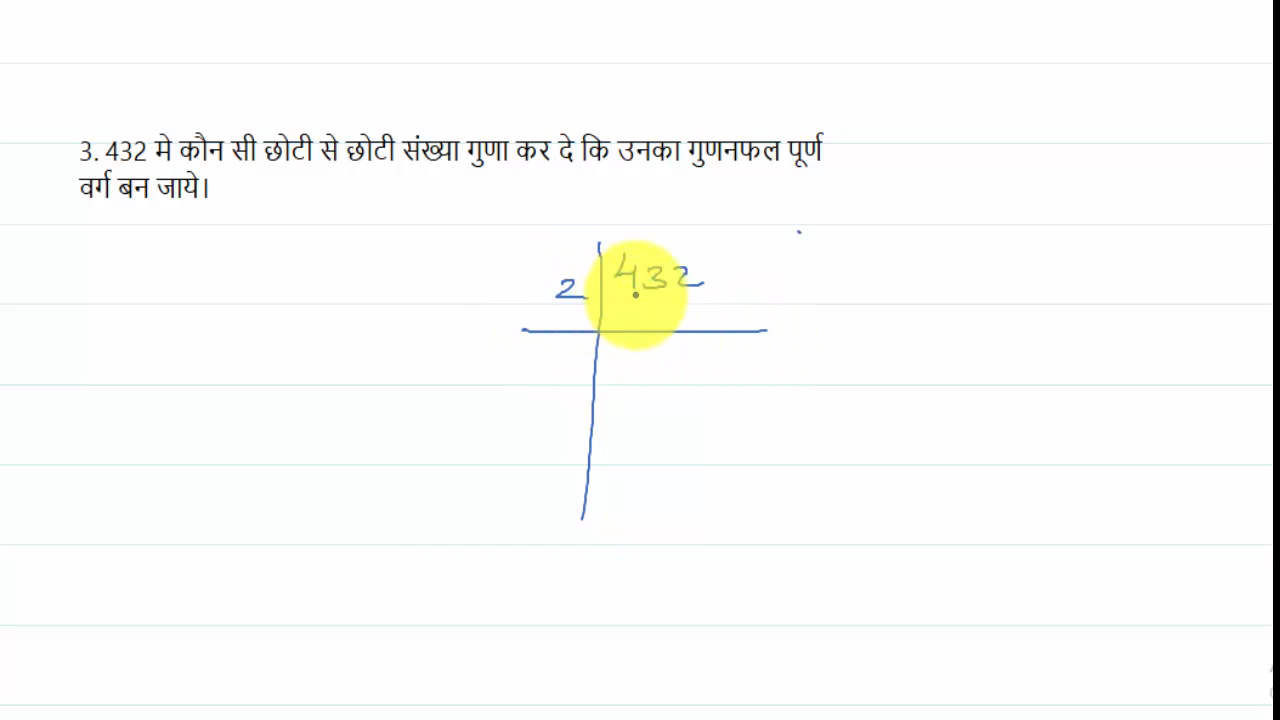 3. 432 मे कौन सी छोटी से छोटी संख्या गुणा कर दे कि उनका गुणनफल पूर्ण
वर्ग बन जाये।
2 432